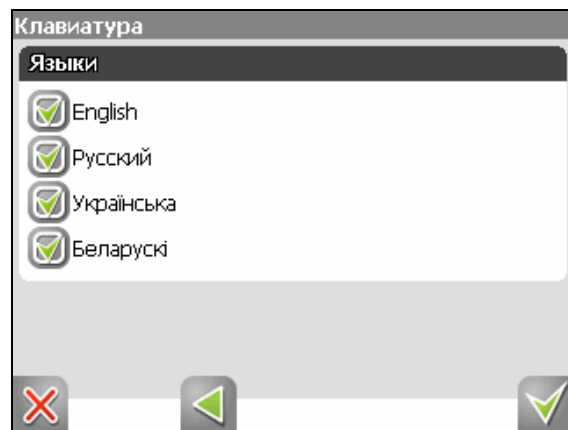 Клавиатура
Языки
English
Русский
Українська
Беларускі